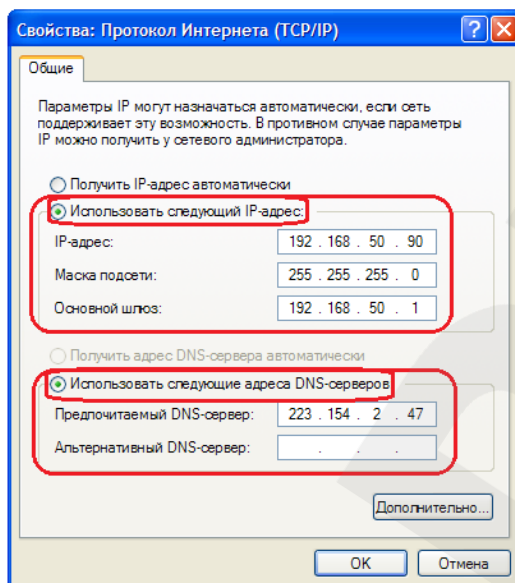 Свойства: Протокол Интернета (TCP/IP)
Общие
Параметры IP могут назначаться автоматически, если сеть
поддерживает эту возможность. В противном случае параметры
IP можно получить у сетевого администратора.
Получить IP-адрес автоматически
Использовать следующий IP-адрес:
IP-адрес: 192 . 168 . 50 . 90
Маска подсети: 255 . 255 . 255 . 0
Основной шлюз: 192 . 168 . 50 . 1
Получить адрес DNS-сервера автоматически
Использовать следующие адреса DNS-серверов
Предпочитаемый DNS-сервер: 223 . 154 . 2 . 47
Альтернативный DNS-сервер: . . .
Дополнительно...
OK Отмена